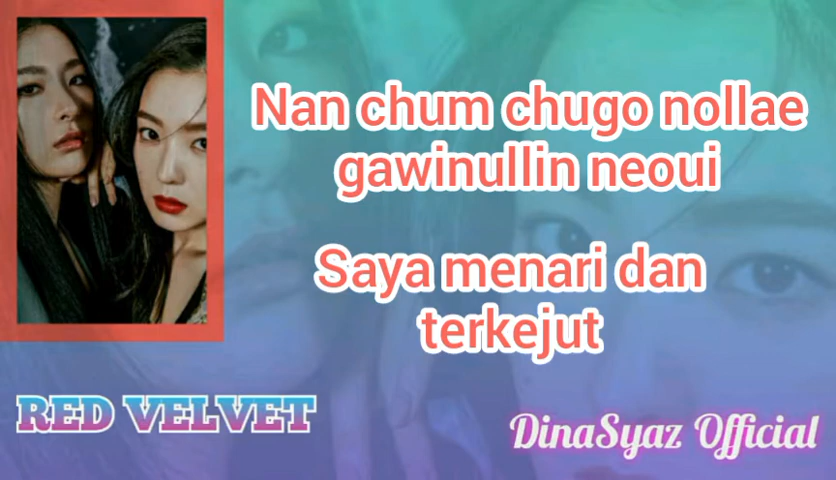 Nan chum chugo nollae
gawinullin neoui
Saya menari dan
terkejut
RED VELVET
DinaSyaz Official